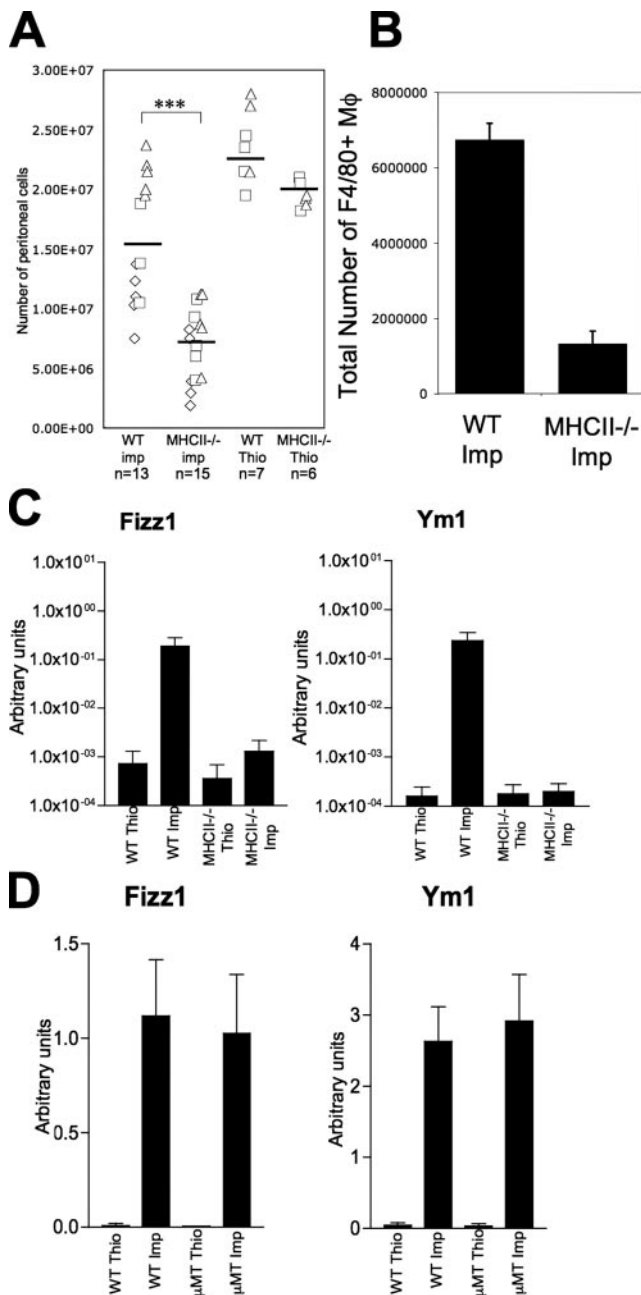 A
3.00E+07
2.50E+07
2.00E+07
1.50E+07
1.00E+07
5.00E+06
0.00E+00
Number of peritoneal cells
***
WT imp n=13
MHCII-/- imp n=15
WT Thio n=7
MHCII-/- Thio n=6
B
8000000
6000000
4000000
2000000
0
Total Number of F4/80+ Mϕ
WT Imp
MHCII-/- Imp
C
Fizz1
1.0x10^01
1.0x10^00
1.0x10^-01
1.0x10^-02
1.0x10^-03
1.0x10^-04
Arbitrary units
WT Thio
WT Imp
MHCII-/- Thio
MHCII-/- Imp
Ym1
1.0x10^01
1.0x10^00
1.0x10^-01
1.0x10^-02
1.0x10^-03
1.0x10^-04
Arbitrary units
WT Thio
WT Imp
MHCII-/- Thio
MHCII-/- Imp
D
Fizz1
1.5
1.0
0.5
0.0
Arbitrary units
WT Thio
WT Imp
µMT Thio
µMT Imp
Ym1
4
3
2
1
0
Arbitrary units
WT Thio
WT Imp
µMT Thio
µMT Imp